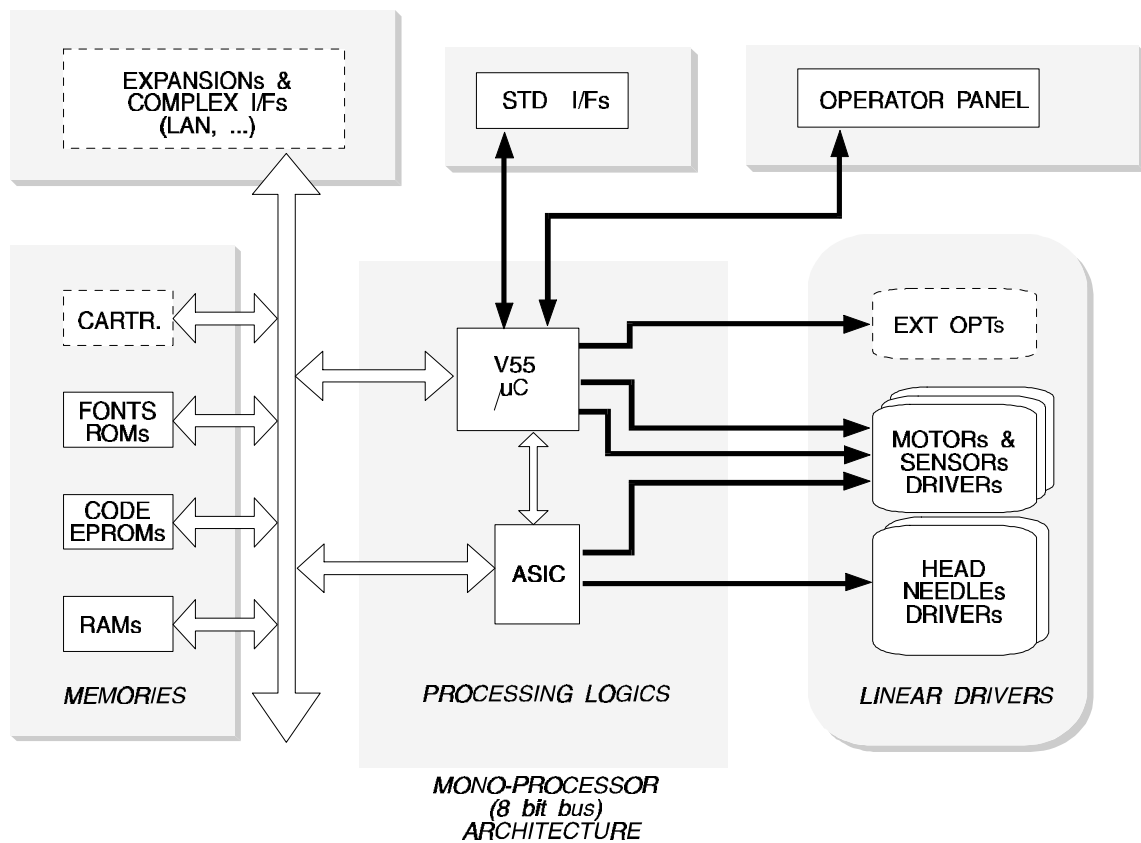 EXPANSIONs &
COMPLEX I/Fs
(LAN, ...)
STD I/Fs
OPERATOR PANEL
CARTR.
FONTS
ROMs
CODE
EPROMs
RAMs
MEMORIES
V55
µC
ASIC
PROCESSING LOGICS
EXT OPTs
MOTORs &
SENSORs
DRIVERs
HEAD
NEEDLEs
DRIVERs
LINEAR DRIVERS
MONO-PROCESSOR
(8 bit bus)
ARCHITECTURE